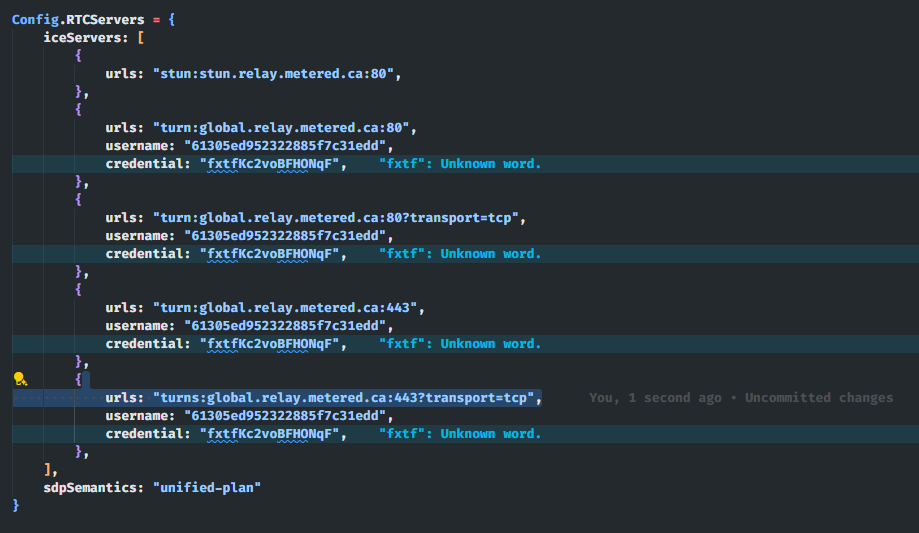 Config.RTCServers = {
iceServers: [
{
urls: "stun:stun.relay.metered.ca:80",
},
{
urls: "turn:global.relay.metered.ca:80",
username: "61305ed952322885f7c31edd",
credential: "fxtfKc2voBFHONqF", "fxtf": Unknown word.
},
{
urls: "turn:global.relay.metered.ca:80?transport=tcp",
username: "61305ed952322885f7c31edd",
credential: "fxtfKc2voBFHONqF", "fxtf": Unknown word.
},
{
urls: "turn:global.relay.metered.ca:443",
username: "61305ed952322885f7c31edd",
credential: "fxtfKc2voBFHONqF", "fxtf": Unknown word.
},
{
urls: "turns:global.relay.metered.ca:443?transport=tcp", You, 1 second ago • Uncommitted changes
username: "61305ed952322885f7c31edd",
credential: "fxtfKc2voBFHONqF", "fxtf": Unknown word.
},
],
sdpSemantics: "unified-plan"
}